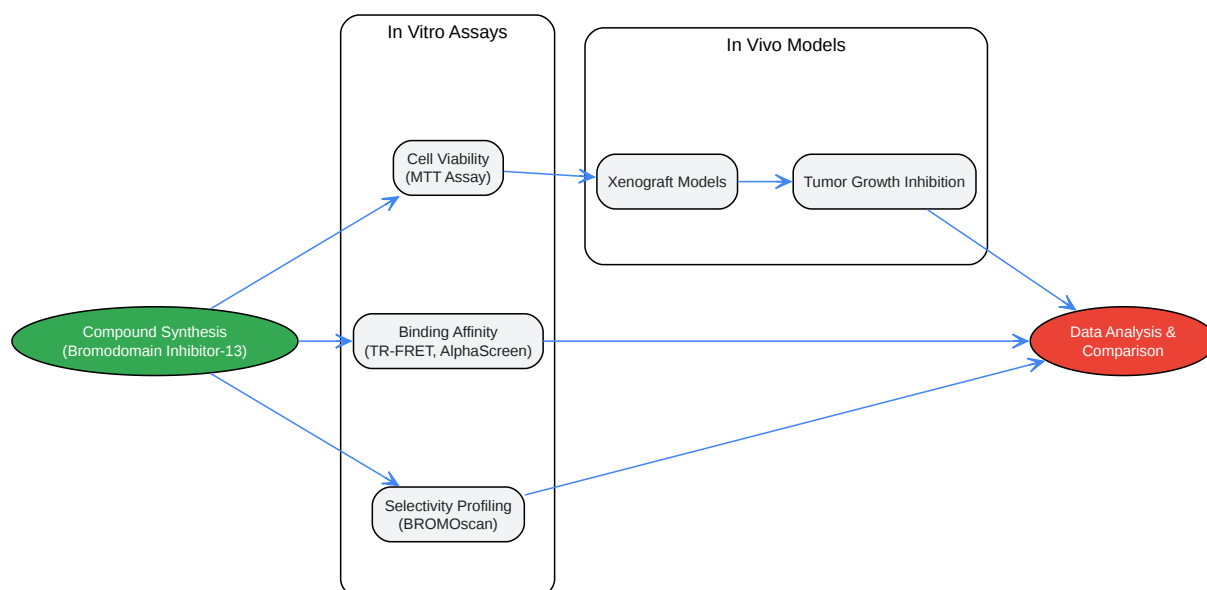 In Vitro Assays
In Vivo Models
Cell Viability
(MTT Assay)
Xenograft Models
Tumor Growth Inhibition
Compound Synthesis
(Bromodomain Inhibitor-13)
Binding Affinity
(TR-FRET, AlphaScreen)
Data Analysis &
Comparison
Selectivity Profiling
(BROMOscan)